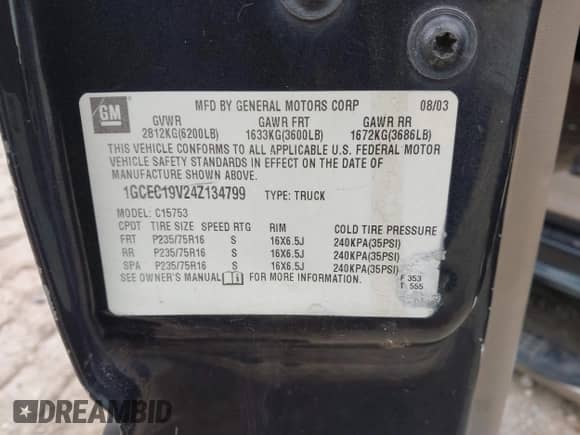 GM
MFD BY GENERAL MOTORS CORP 08/03
GVWR GAWR FRT GAWR RR
2812KG(6200LB) 1633KG(3600LB) 1672KG(3686LB)
THIS VEHICLE CONFORMS TO ALL APPLICABLE U.S. FEDERAL MOTOR
VEHICLE SAFETY STANDARDS IN EFFECT ON THE DATE OF
MANUFACTURE SHOWN ABOVE.
1GCEC19V24Z134799 TYPE: TRUCK
MODEL: C15753
CPDT TIRE SIZE SPEED RTG RIM COLD TIRE PRESSURE
FRT P235/75R16 S 16X6.5J 240KPA(35PSI)
RR P235/75R16 S 16X6.5J 240KPA(35PSI)
SPA P235/75R16 S 16X6.5J 240KPA(35PSI)
SEE OWNER'S MANUAL FOR MORE INFORMATION.
F 353
T 555
DREAMBID